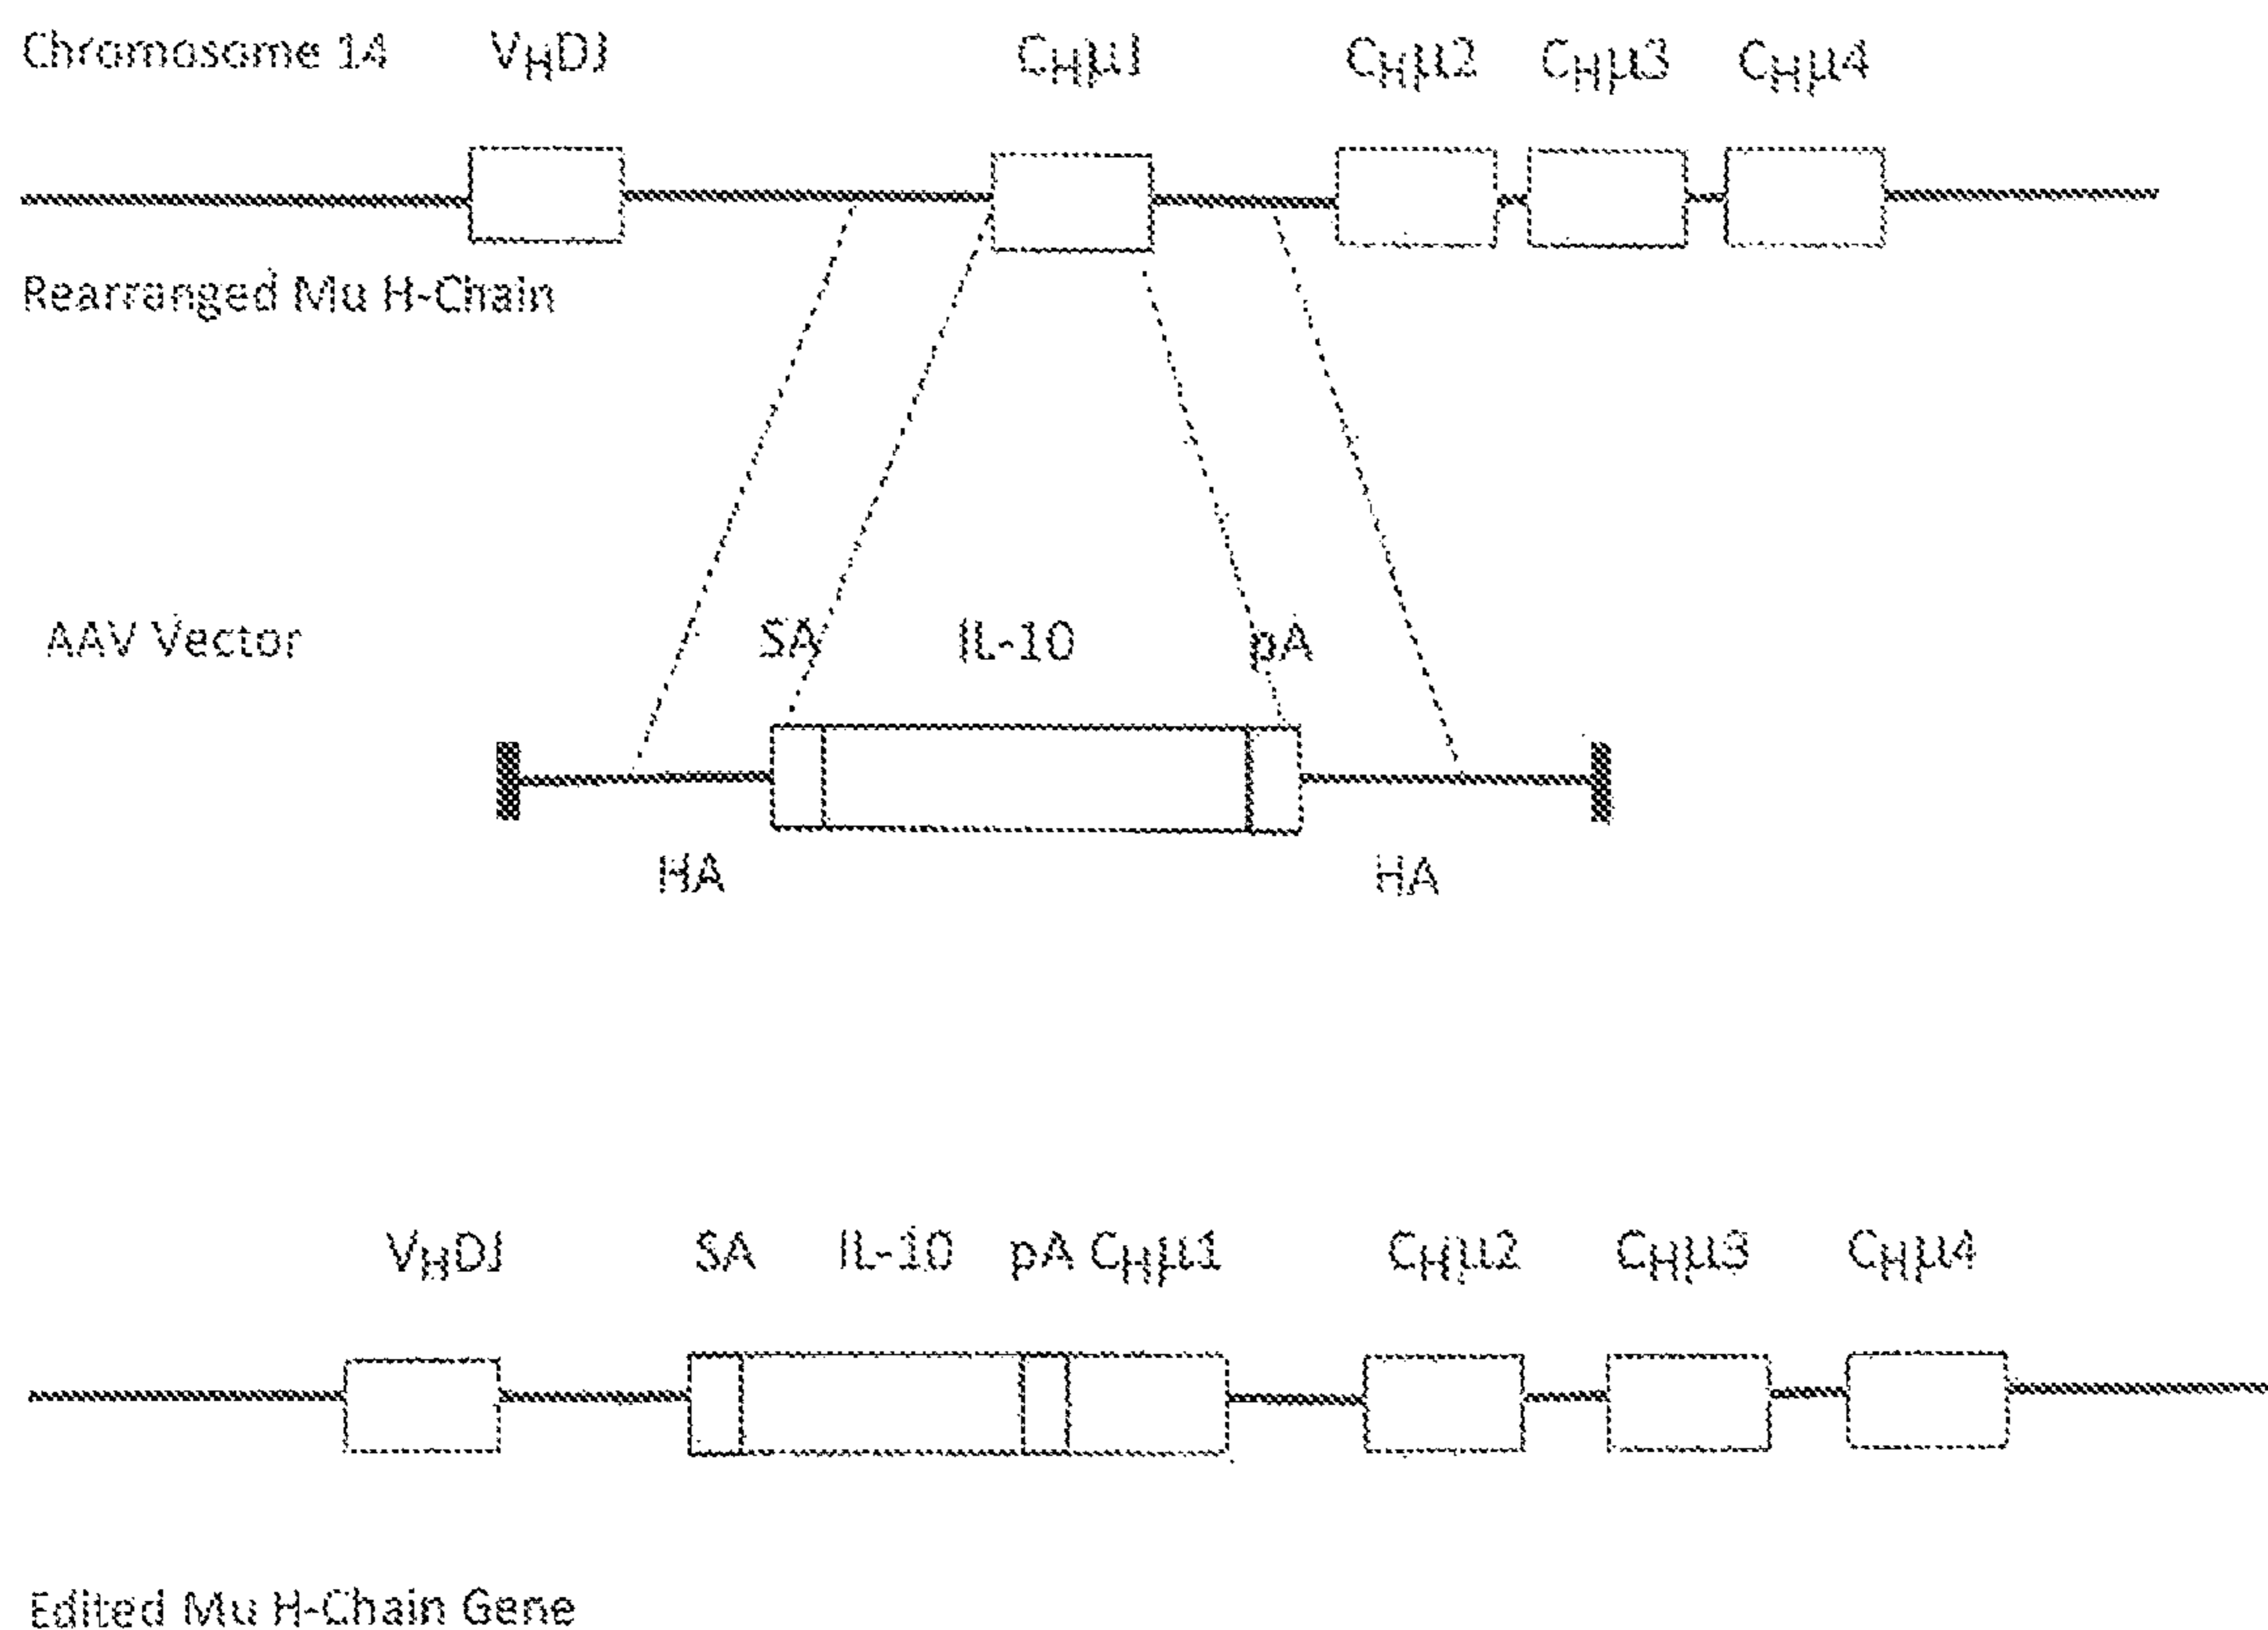 Chromosome 14 VHDJ CHμ1 CHμ2 CHμ3 CHμ4
Rearranged Mu H-Chain
AAV Vector SA IL-10 pA
HA HA
VHDJ SA IL-10 pA CHμ1 CHμ2 CHμ3 CHμ4
Edited Mu H-Chain Gene